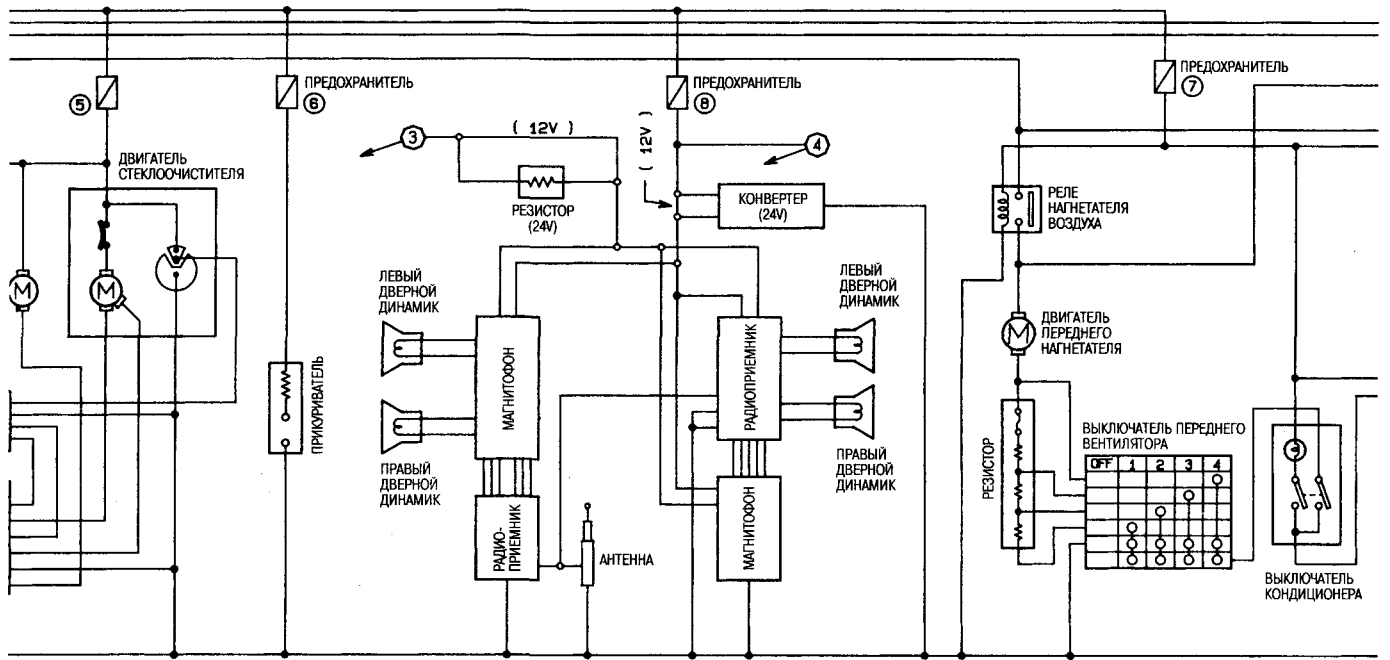 ⑤
ПРЕДОХРАНИТЕЛЬ
⑥
ПРЕДОХРАНИТЕЛЬ
⑧
ПРЕДОХРАНИТЕЛЬ
⑦
③
( 12V )
( 12V )
④
ДВИГАТЕЛЬ
СТЕКЛООЧИСТИТЕЛЯ
РЕЗИСТОР
(24V)
КОНВЕРТЕР
(24V)
РЕЛЕ
НАГНЕТАТЕЛЯ
ВОЗДУХА
M
M
ЛЕВЫЙ
ДВЕРНОЙ
ДИНАМИК
ЛЕВЫЙ
ДВЕРНОЙ
ДИНАМИК
M
ДВИГАТЕЛЬ
ПЕРЕДНЕГО
НАГНЕТАТЕЛЯ
ПРИКУРИВАТЕЛЬ
МАГНИТОФОН
РАДИОПРИЕМНИК
ПРАВЫЙ
ДВЕРНОЙ
ДИНАМИК
ПРАВЫЙ
ДВЕРНОЙ
ДИНАМИК
РЕЗИСТОР
ВЫКЛЮЧАТЕЛЬ ПЕРЕДНЕГО
ВЕНТИЛЯТОРА
OFF 1 2 3 4
РАДИО-
ПРИЕМНИК
АНТЕННА
МАГНИТОФОН
ВЫКЛЮЧАТЕЛЬ
КОНДИЦИОНЕРА